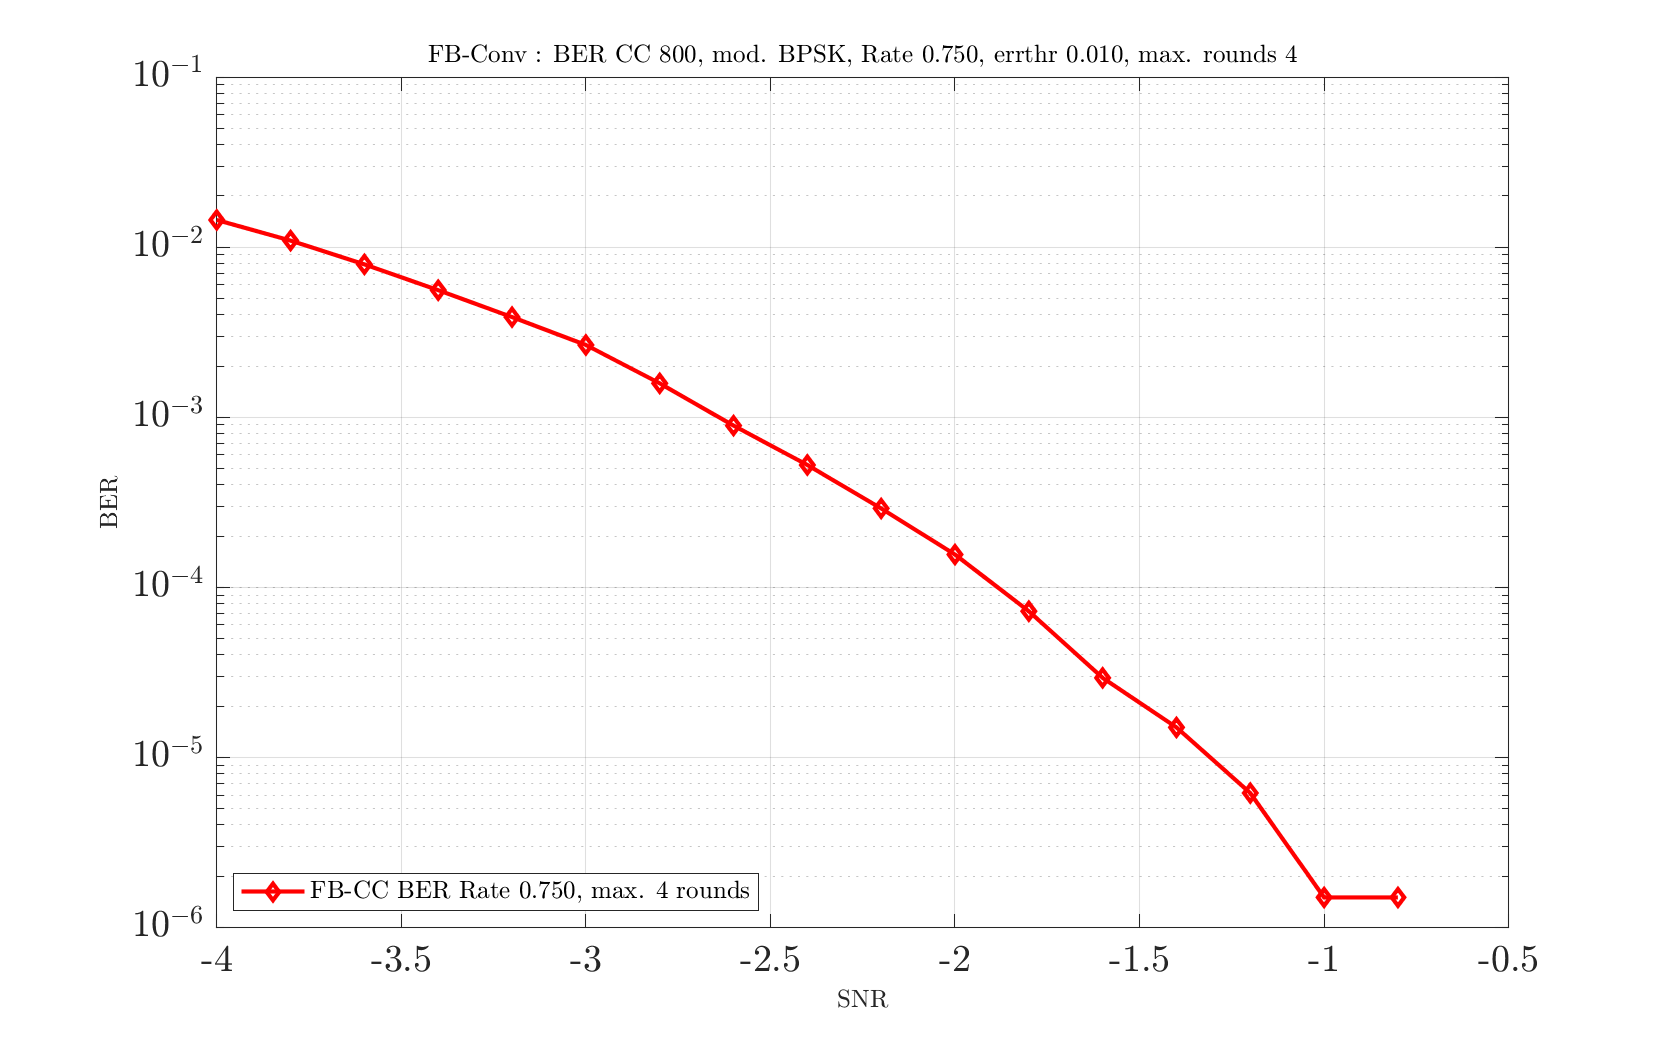 FB-Conv : BER CC 800, mod. BPSK, Rate 0.750, errthr 0.010, max. rounds 4
10^{-1}
10^{-2}
10^{-3}
BER
10^{-4}
10^{-5}
10^{-6}
FB-CC BER Rate 0.750, max. 4 rounds
-4 -3.5 -3 -2.5 -2 -1.5 -1 -0.5
SNR